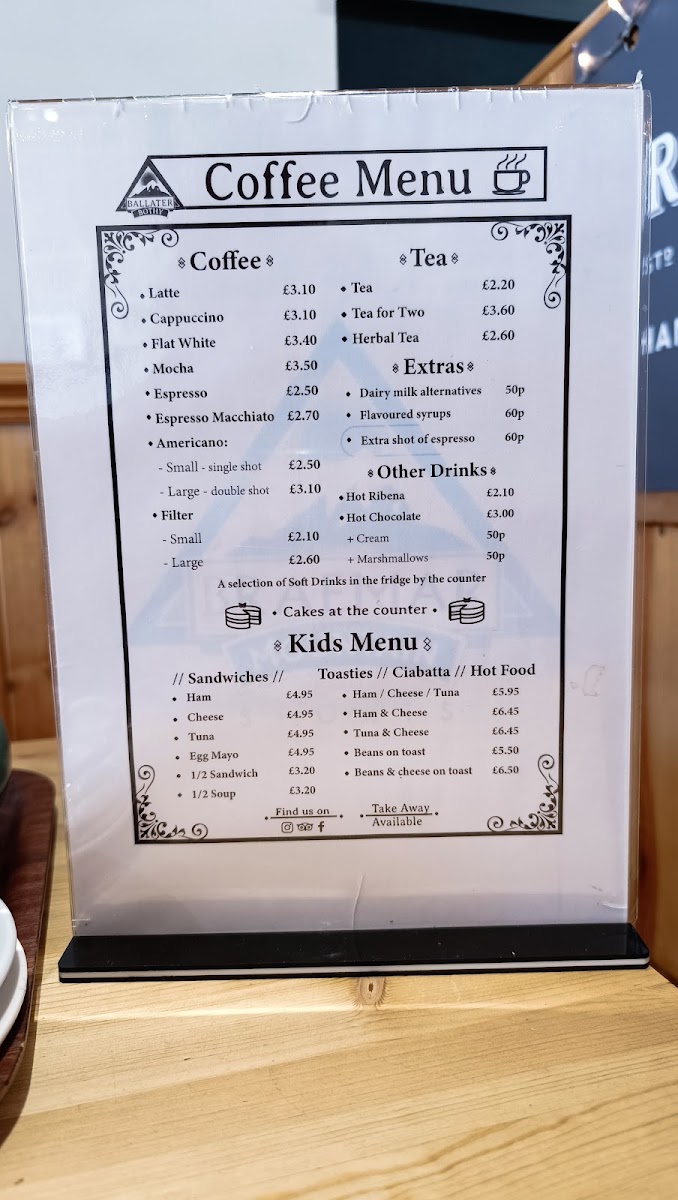 BALLATER
BOTHY
Coffee Menu
Coffee
• Latte £3.10
• Cappuccino £3.10
• Flat White £3.40
• Mocha £3.50
• Espresso £2.50
• Espresso Macchiato £2.70
• Americano:
- Small - single shot £2.50
- Large - double shot £3.10
• Filter
- Small £2.10
- Large £2.60
Tea
• Tea £2.20
• Tea for Two £3.60
• Herbal Tea £2.60
Extras
• Dairy milk alternatives 50p
• Flavoured syrups 60p
• Extra shot of espresso 60p
Other Drinks
• Hot Ribena £2.10
• Hot Chocolate £3.00
+ Cream 50p
+ Marshmallows 50p
A selection of Soft Drinks in the fridge by the counter
• Cakes at the counter •
Kids Menu
// Sandwiches //
• Ham £4.95
• Cheese £4.95
• Tuna £4.95
• Egg Mayo £4.95
• 1/2 Sandwich £3.20
• 1/2 Soup £3.20
Toasties // Ciabatta // Hot Food
• Ham / Cheese / Tuna £5.95
• Ham & Cheese £6.45
• Tuna & Cheese £6.45
• Beans on toast £5.50
• Beans & cheese on toast £6.50
• Find us on •
• Take Away •
Available